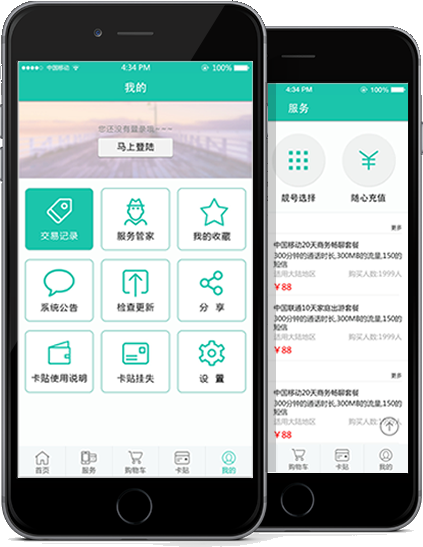 中国移动 4:34 PM 100%
我的
您还没有登录哦~~~
马上登陆
交易记录 服务管家 我的收藏
系统公告 检查更新 分 享
卡贴使用说明 卡贴挂失 设 置
首页 服务 购物车 卡贴 我的
4:34 PM 100%
服务
靓号选择 随心充值
更多
中国移动20天商务畅聊套餐
300分钟的通话时长,300MB的流量,150的
短信
适用大陆地区 购买人数:1999人
¥88
中国联通10天家庭出游套餐
300分钟的通话时长,300MB的流量,150的
短信
适用大陆地区 购买人数:1999人
¥88
更多
中国移动20天商务畅聊套餐
300分钟的通话时长,300MB的流量,150的
短信
适用大陆地区
¥88
购物车 卡贴 我的